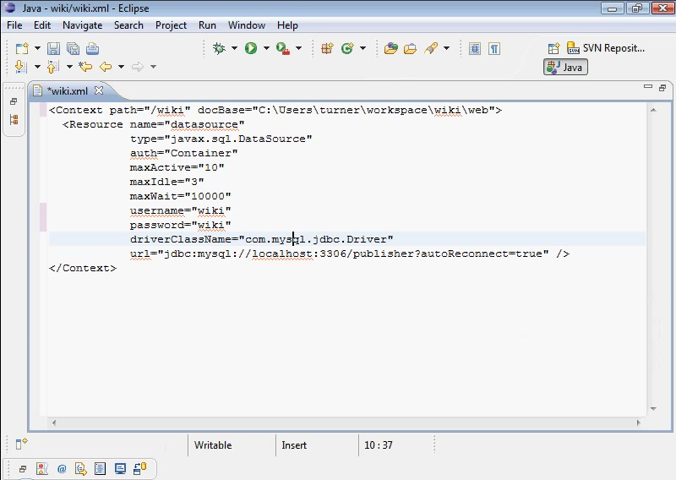 Java - wiki/wiki.xml - Eclipse
File Edit Navigate Search Project Run Window Help
SVN Reposit...
Java
*wiki.xml
<Context path="/wiki" docBase="C:\Users\turner\workspace\wiki\web">
<Resource name="datasource"
type="javax.sql.DataSource"
auth="Container"
maxActive="10"
maxIdle="3"
maxWait="10000"
username="wiki"
password="wiki"
driverClassName="com.mysql.jdbc.Driver"
url="jdbc:mysql://localhost:3306/publisher?autoReconnect=true" />
</Context>
Writable Insert 10 : 37